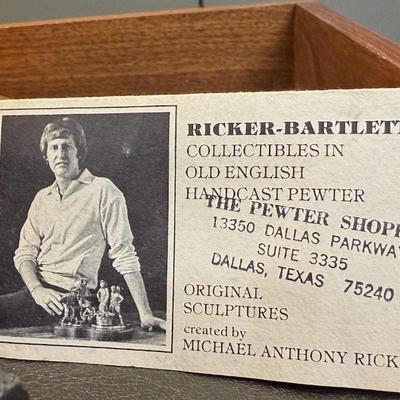 RICKER-BARTLETT
COLLECTIBLES IN
OLD ENGLISH
HANDCAST PEWTER
THE PEWTER SHOPPE
13350 DALLAS PARKWAY
SUITE 3335
DALLAS, TEXAS 75240
ORIGINAL
SCULPTURES
created by
MICHAEL ANTHONY RICK